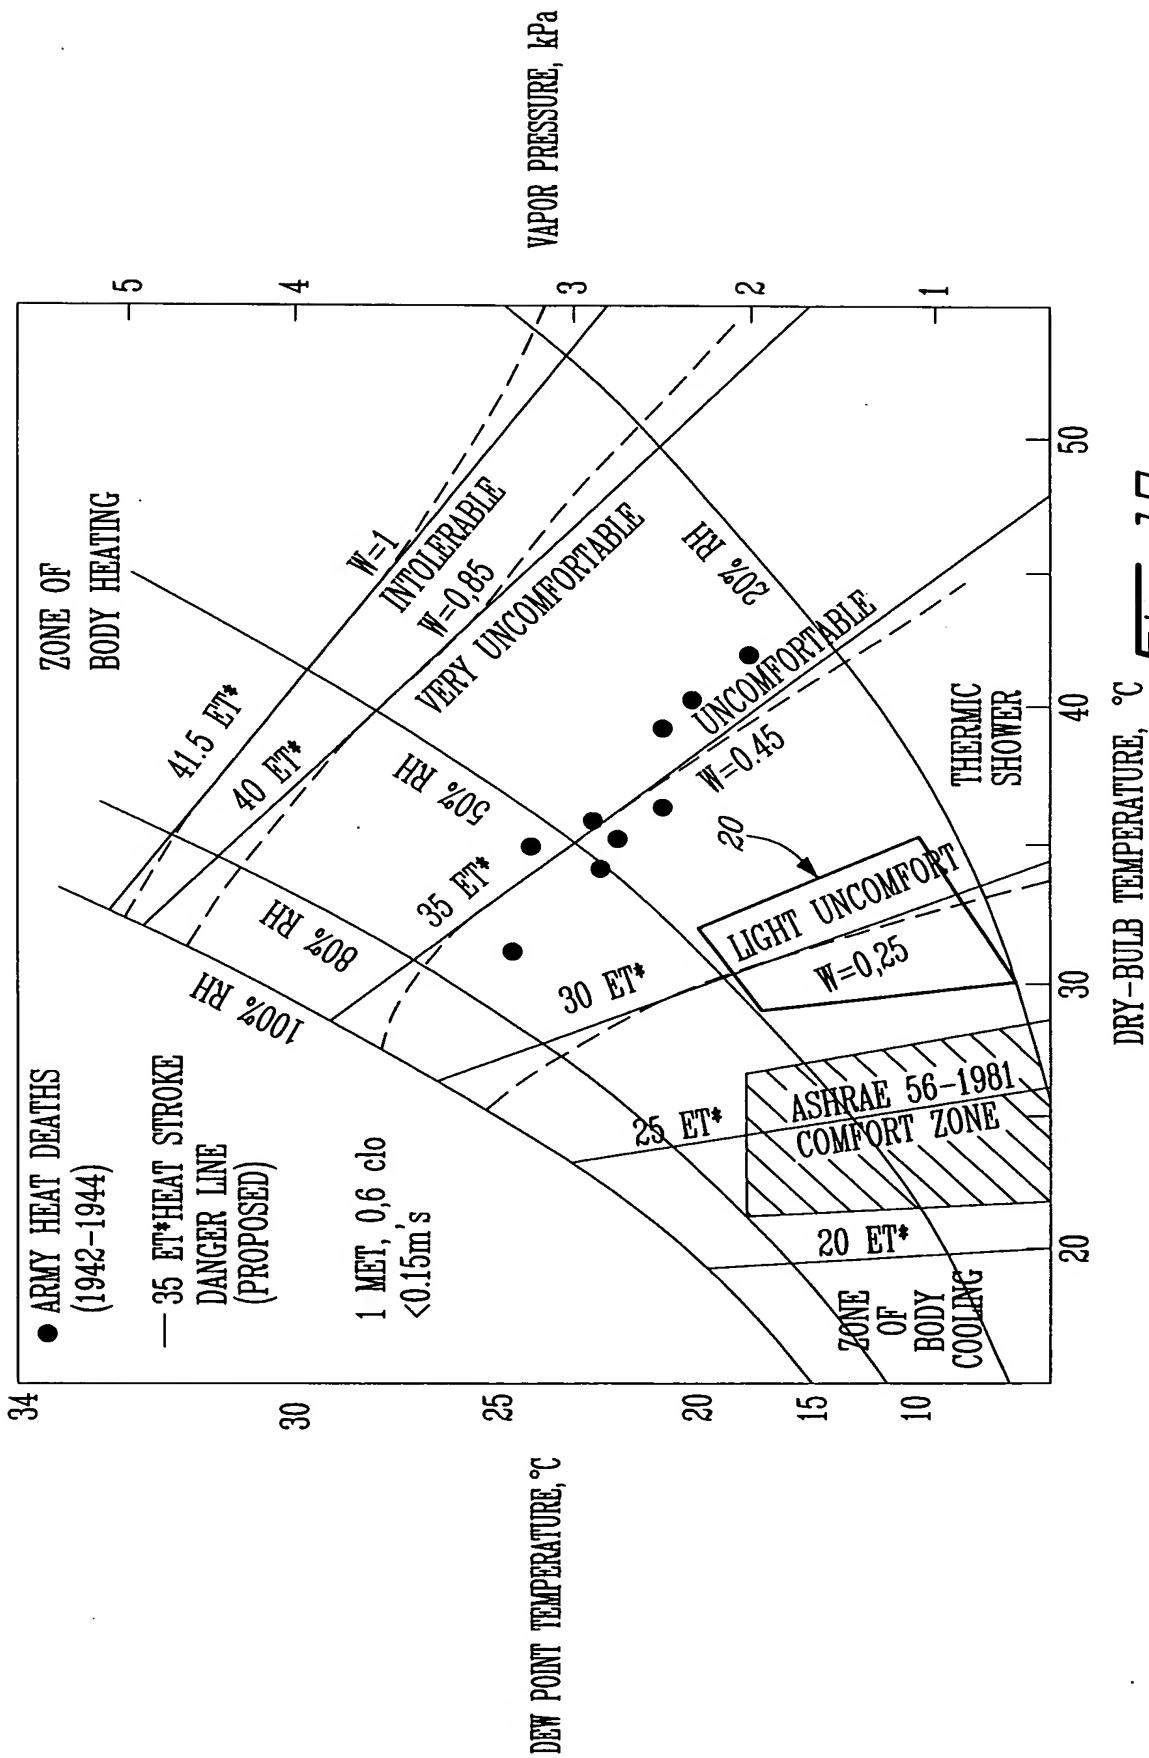 34
30
25
20
15
10
DEW POINT TEMPERATURE,°C
● ARMY HEAT DEATHS
(1942-1944)
— 35 ET*HEAT STROKE
DANGER LINE
(PROPOSED)
1 MET, 0,6 clo
<0.15m's
ZONE OF
BODY HEATING
100% RH
80% RH
50% RH
20% RH
41.5 ET*
40 ET*
35 ET*
30 ET*
25 ET*
20 ET*
W=1
INTOLERABLE
W=0,85
VERY UNCOMFORTABLE
UNCOMFORTABLE
W=0.45
20
LIGHT UNCOMFORT
W=0,25
THERMIC
SHOWER
ASHRAE 56-1981
COMFORT ZONE
ZONE
OF
BODY
COOLING
5
4
3
2
1
VAPOR PRESSURE, kPa
20
30
40
50
DRY-BULB TEMPERATURE, °C